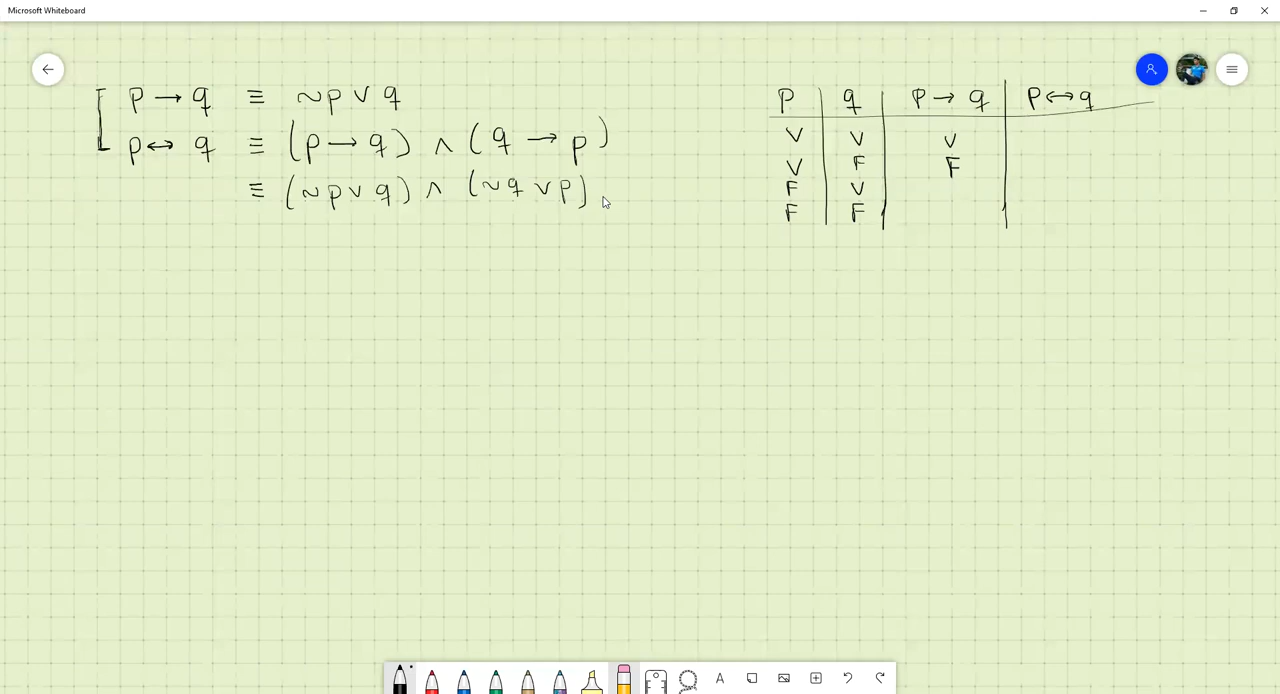 Microsoft Whiteboard
p → q ≡ ~p ∨ q
p ↔ q ≡ (p → q) ∧ (q → p)
≡ (~p ∨ q) ∧ (~q ∨ p)
p q p → q p ↔ q
V V V
V F F
F V
F F
A